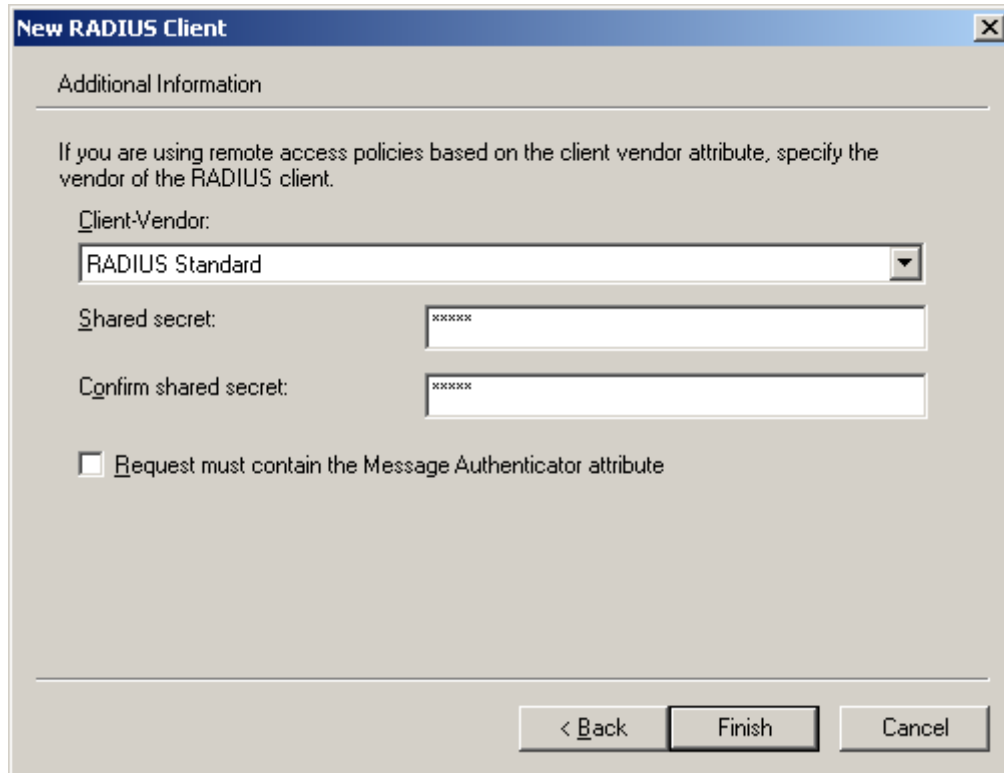 New RADIUS Client
Additional Information
If you are using remote access policies based on the client vendor attribute, specify the
vendor of the RADIUS client.
Client-Vendor:
RADIUS Standard
Shared secret:
*****
Confirm shared secret:
*****
Request must contain the Message Authenticator attribute
< Back
Finish
Cancel